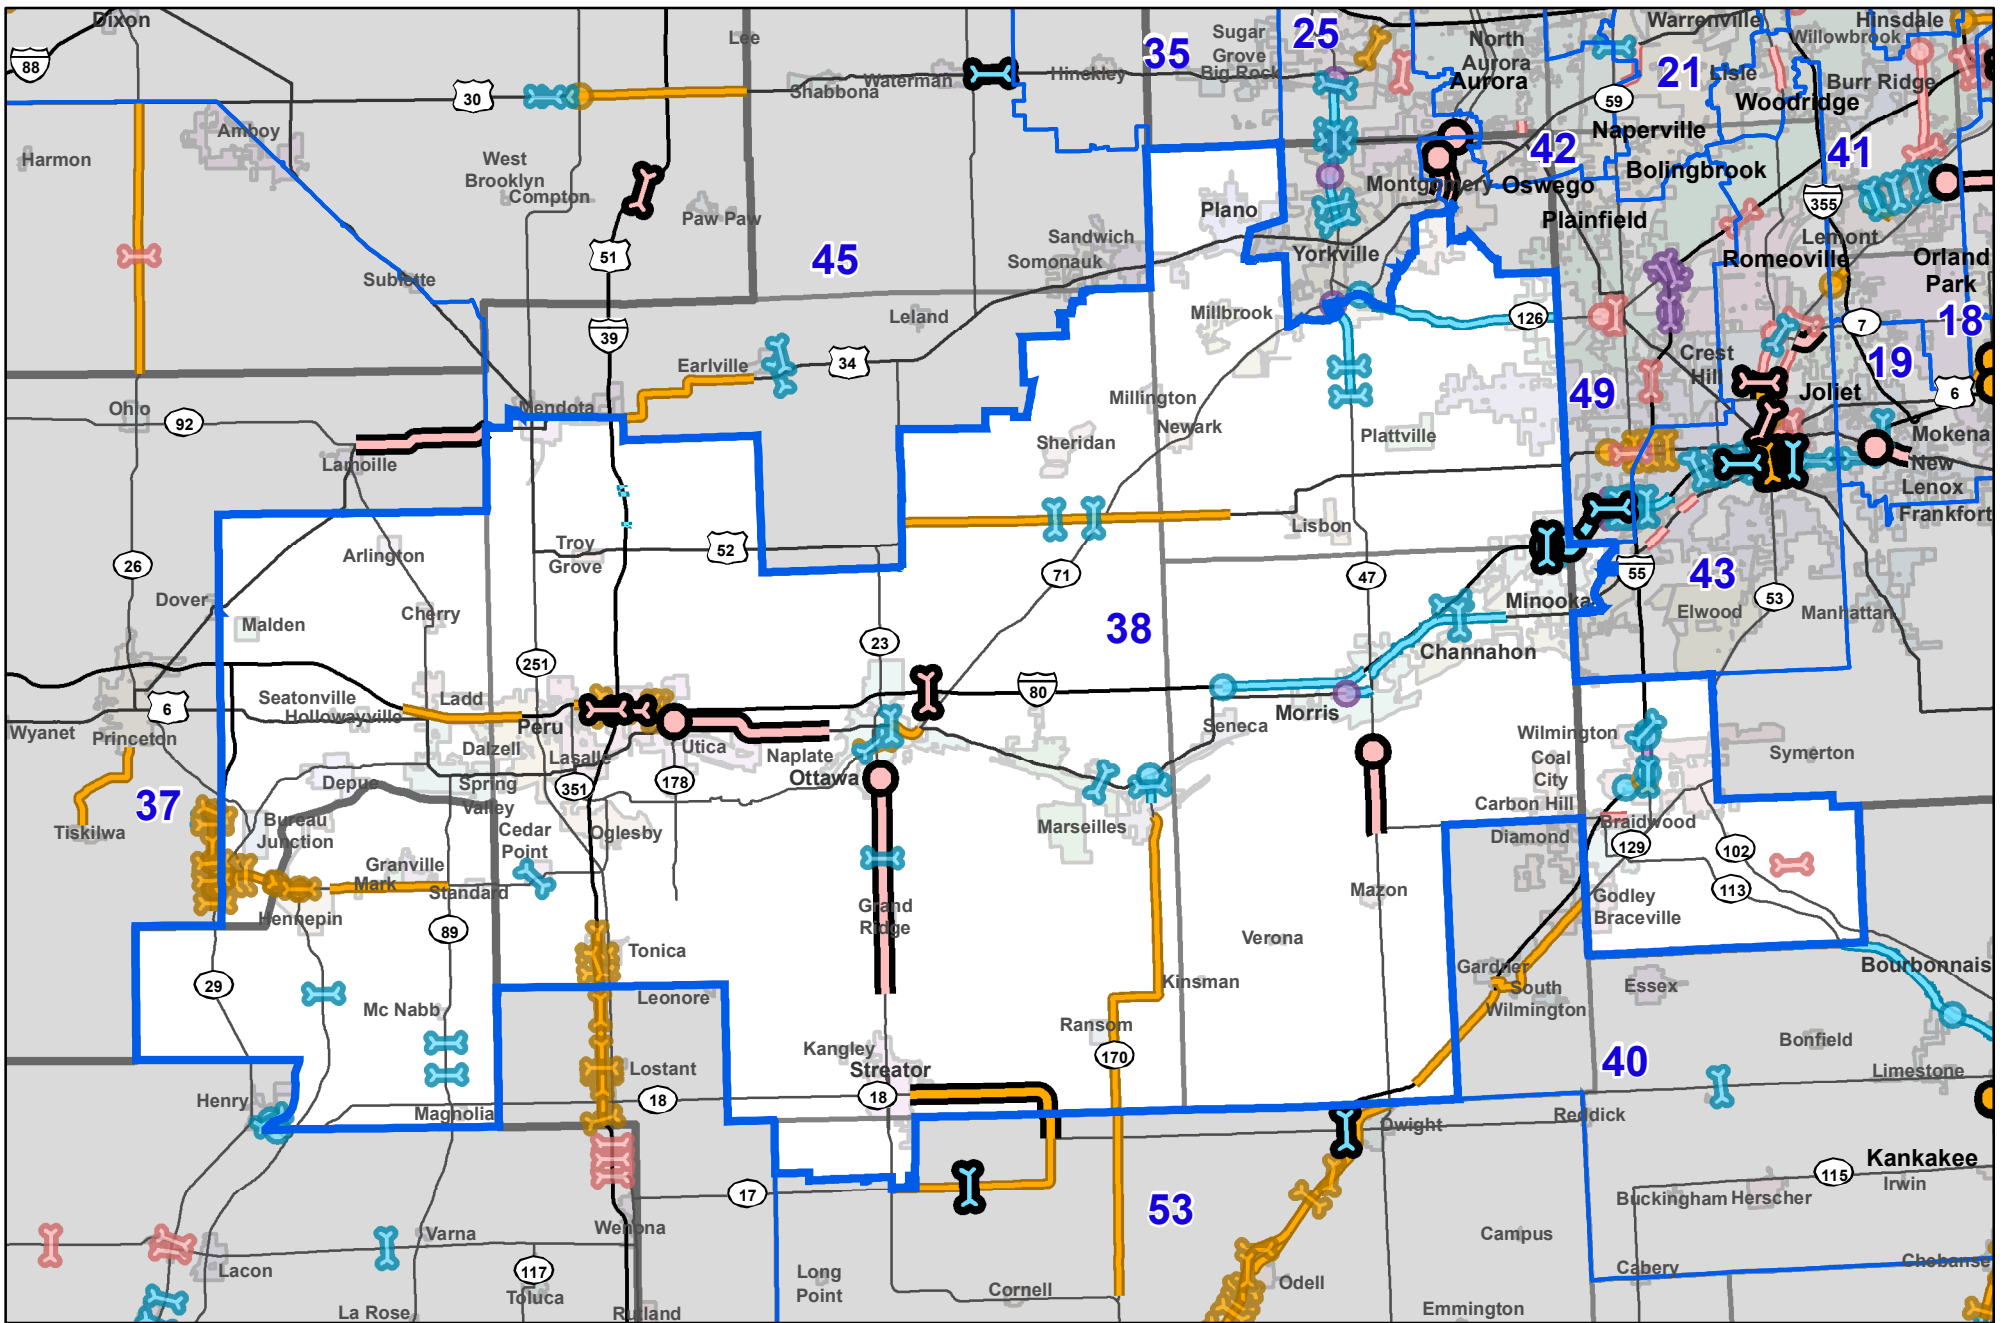 Dixon
88
Lee
35
Sugar
Grove
Big Rock
25
North
Aurora
Aurora
Warrenville
Hinsdale
Willowbrook
21
Lisle
Burr Ridge
Woodridge
59
Naperville
30
Shabbona
Waterman
Hinckley
Amboy
Harmon
West
Brooklyn
Compton
Paw Paw
42
41
Bolingbrook
Montgomery
Oswego
Plainfield
355
Lemont
Romeoville
Orland
Park
Plano
Sandwich
Somonauk
Yorkville
51
45
Sublette
39
Leland
Millbrook
126
7
18
19
Earlville
34
Crest
Hill
Joliet
6
49
Ohio
92
Mendota
Millington
Newark
Sheridan
Plattville
Mokena
Lamoille
New
Lenox
Frankfort
Lisbon
Arlington
Troy
Grove
52
26
71
47
55
43
Dover
Cherry
Malden
38
Minooka
Elwood
53
Manhattan
23
Channahon
251
Seatonville
Ladd
Hollowayville
6
80
Seneca
Morris
Wyanet
Princeton
Peru
Dalzell
Lasalle
Utica
Naplate
Wilmington
Coal
City
Symerton
Depue
Spring
Valley
351
178
Ottawa
Carbon Hill
Diamond
Braidwood
37
Tiskilwa
Bureau
Junction
Cedar
Point
Oglesby
Marseilles
129
102
113
Granville
Mark
Standard
Hennepin
Mazon
Godley
Braceville
Grand
Ridge
89
Tonica
Verona
Gardner
South
Wilmington
Essex
Bourbonnais
29
Mc Nabb
Leonore
Kinsman
Ransom
170
Kangley
Streator
Lostant
18
18
40
Bonfield
Limestone
Henry
Magnolia
Dwight
Reddick
Kankakee
Irwin
115
Buckingham
Herscher
17
53
Wenona
Varna
Campus
Lacon
117
Toluca
Long
Point
Cornell
Odell
Cabery
Chebanse
La Rose
Rutland
Emmington